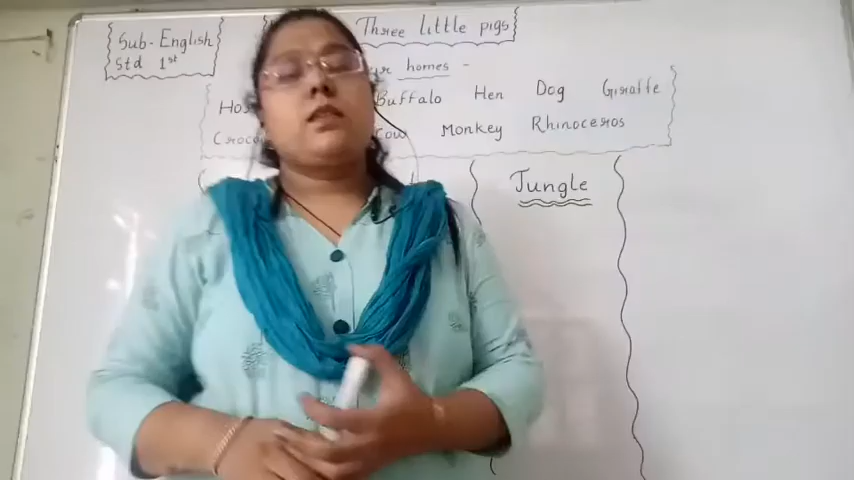 Sub-English
Std 1st
Three little pigs
homes -
Buffalo Hen Dog Giraffe
Monkey Rhinoceros
Jungle